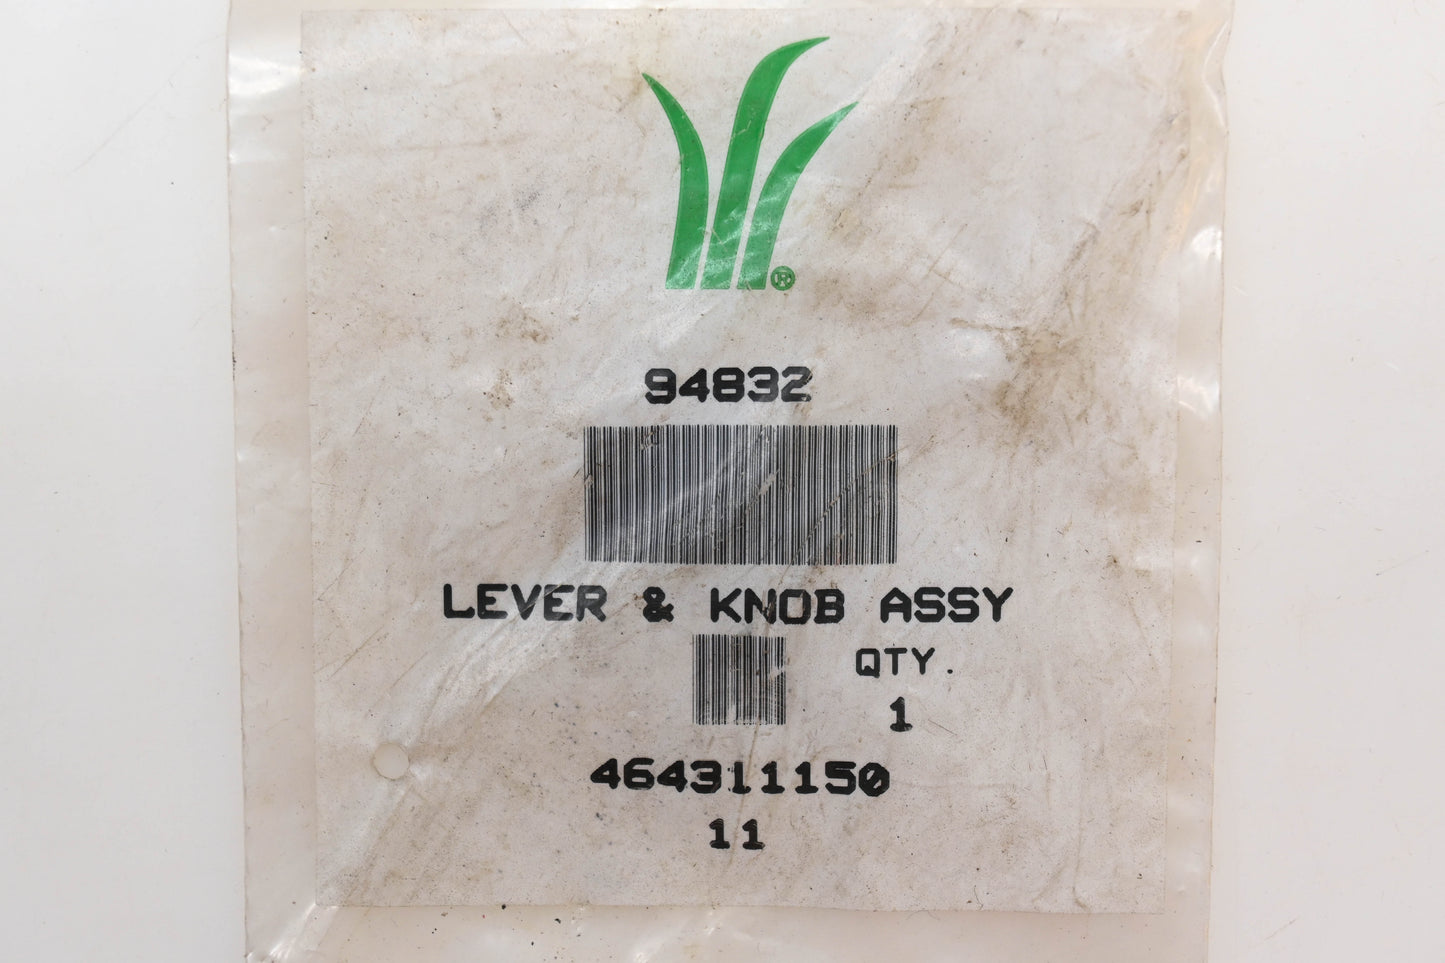 ®
94832
LEVER & KNOB ASSY
QTY.
1
464311150
11